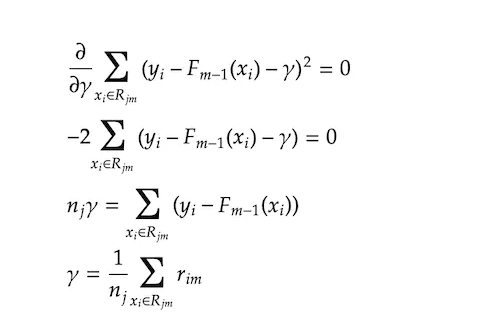 ∂/∂γ ∑_{x_i∈R_{jm}} (y_i − F_{m−1}(x_i) − γ)² = 0
−2 ∑_{x_i∈R_{jm}} (y_i − F_{m−1}(x_i) − γ) = 0
n_jγ = ∑_{x_i∈R_{jm}} (y_i − F_{m−1}(x_i))
γ = 1/n_j ∑_{x_i∈R_{jm}} r_{im}